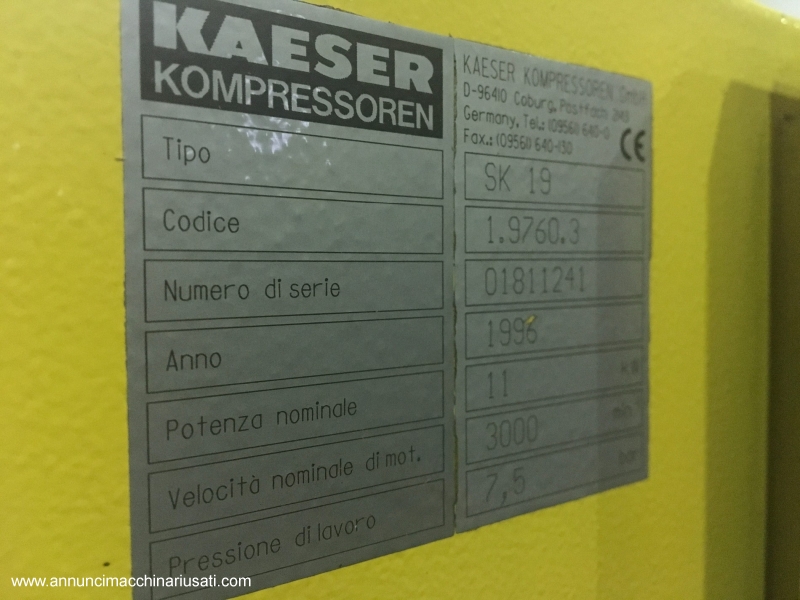 KAESER
KOMPRESSOREN
KAESER KOMPRESSOREN GmbH
D-96410 Coburg, Postfach 2143
Germany, Tel.: (09561) 640-0
Fax.: (09561) 640-130
CE
Tipo SK 19
Codice 1.9760.3
Numero di serie 01811241
Anno 1996
Potenza nominale 11 kW
Velocità nominale di mot. 3000 min
Pressione di lavoro 7,5 bar
www.annuncimacchinariusati.com